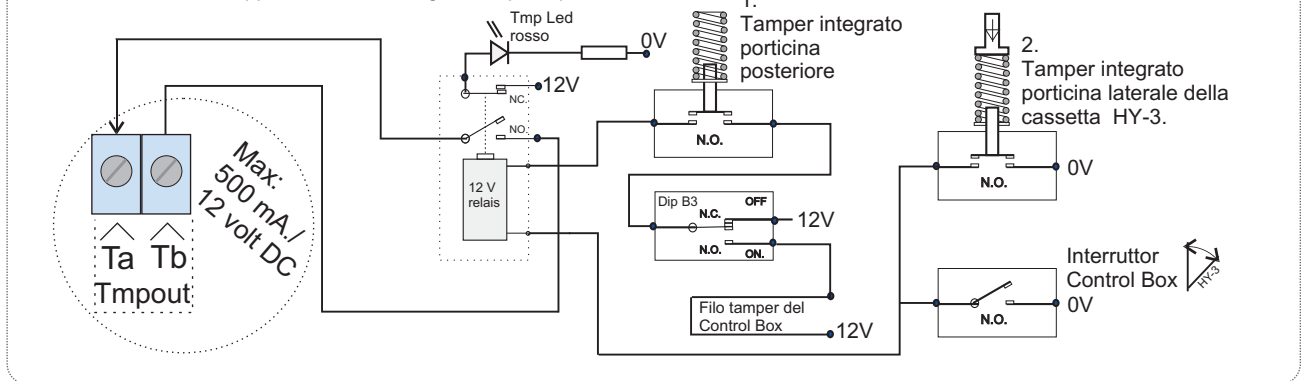 Tmp Led
rosso
0V
12V
NC.
NO.
12 V
relais
Max:
500 mA./
12 volt DC
Ta Tb
Tmpout
1.
Tamper integrato
porticina
posteriore
N.O.
Dip B3
OFF
N.C.
12V
N.O.
ON.
Filo tamper del
Control Box
12V
2.
Tamper integrato
porticina laterale della
cassetta HY-3.
0V
N.O.
Interruttor
Control Box
HY-3
0V
N.O.